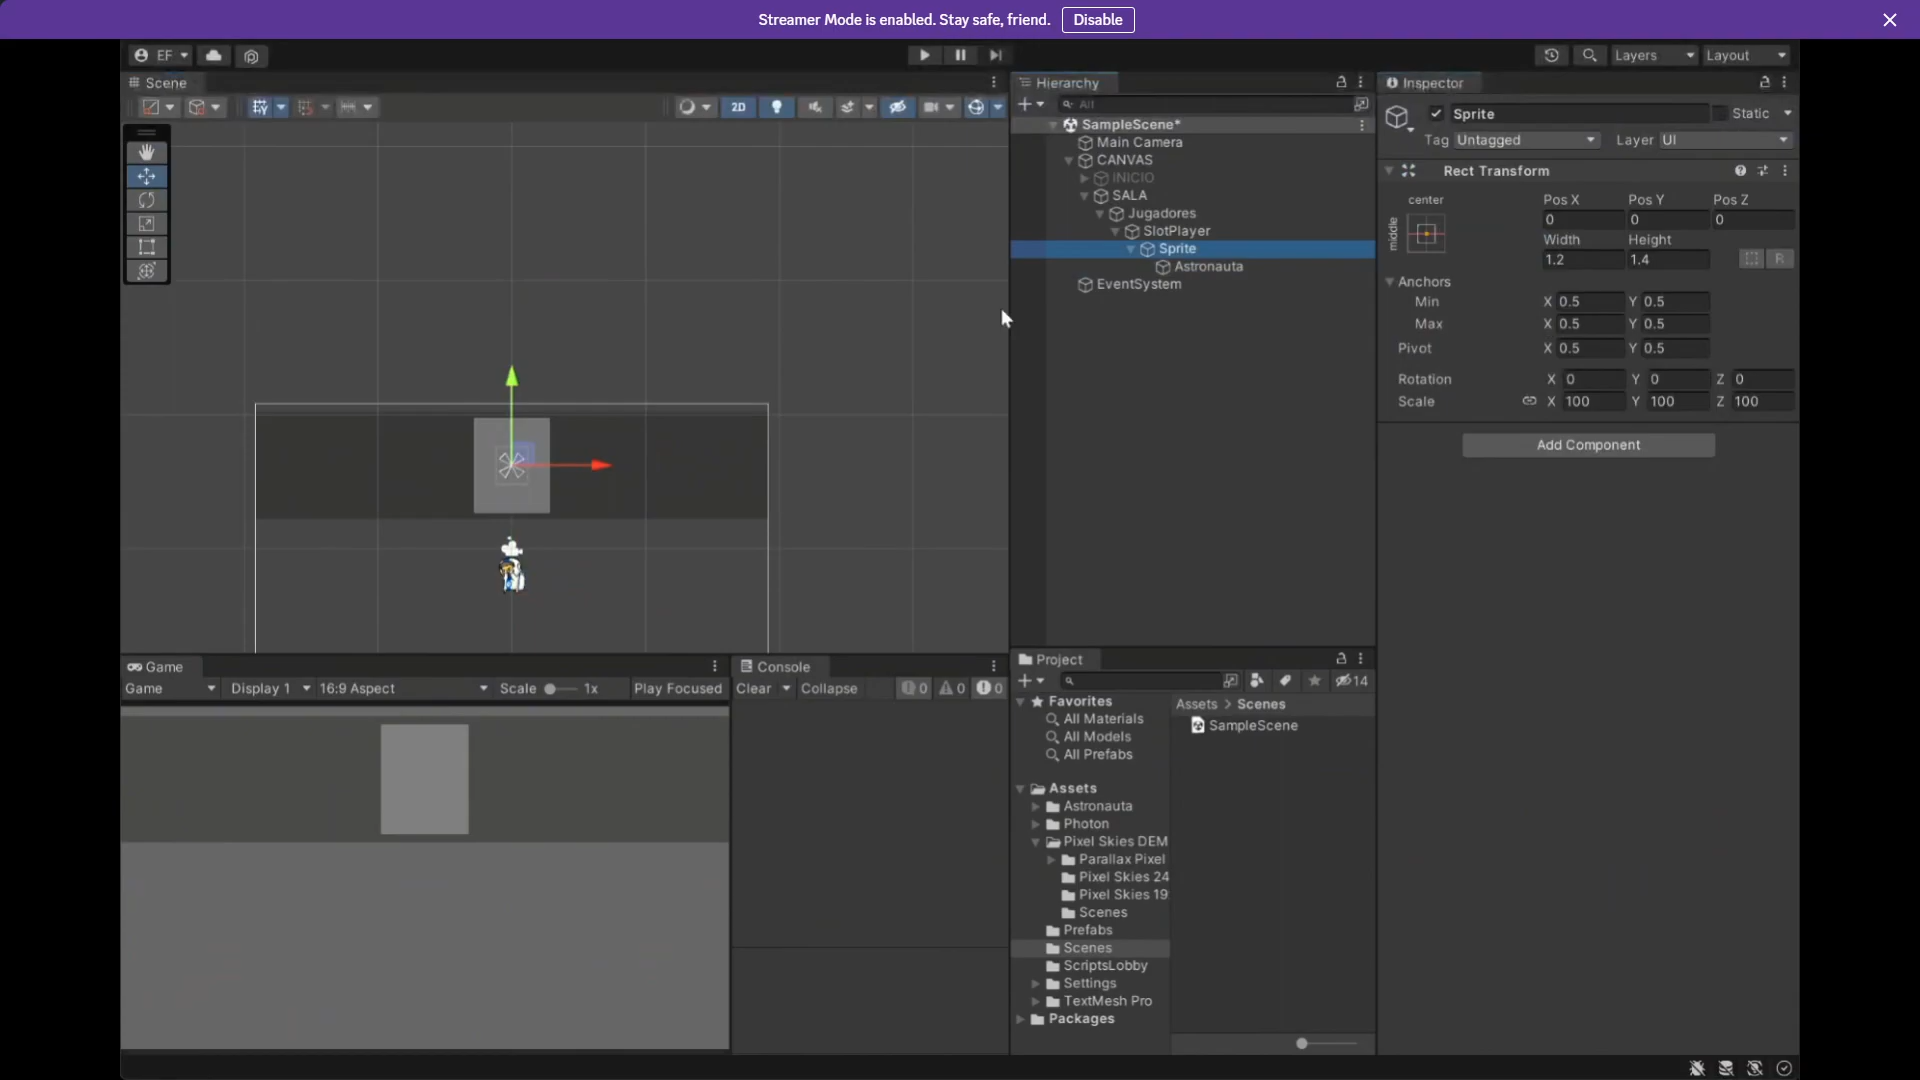 Streamer Mode is enabled. Stay safe, friend. Disable
EF
Layers Layout
Scene
2D
Hierarchy
All
SampleScene*
Main Camera
CANVAS
INICIO
SALA
Jugadores
SlotPlayer
Sprite
Astronauta
EventSystem
Inspector
Sprite Static
Tag Untagged Layer UI
Rect Transform
center
middle
Pos X Pos Y Pos Z
0 0 0
Width Height
1.2 1.4 R
Anchors
Min X 0.5 Y 0.5
Max X 0.5 Y 0.5
Pivot X 0.5 Y 0.5
Rotation X 0 Y 0 Z 0
Scale X 100 Y 100 Z 100
Add Component
Game
Game Display 1 16:9 Aspect Scale 1x Play Focused
Console
Clear Collapse 0 0 0
Project
14
Favorites
All Materials
All Models
All Prefabs
Assets
Astronauta
Photon
Pixel Skies DEM
Parallax Pixel
Pixel Skies 24
Pixel Skies 19
Scenes
Prefabs
Scenes
ScriptsLobby
Settings
TextMesh Pro
Packages
Assets > Scenes
SampleScene